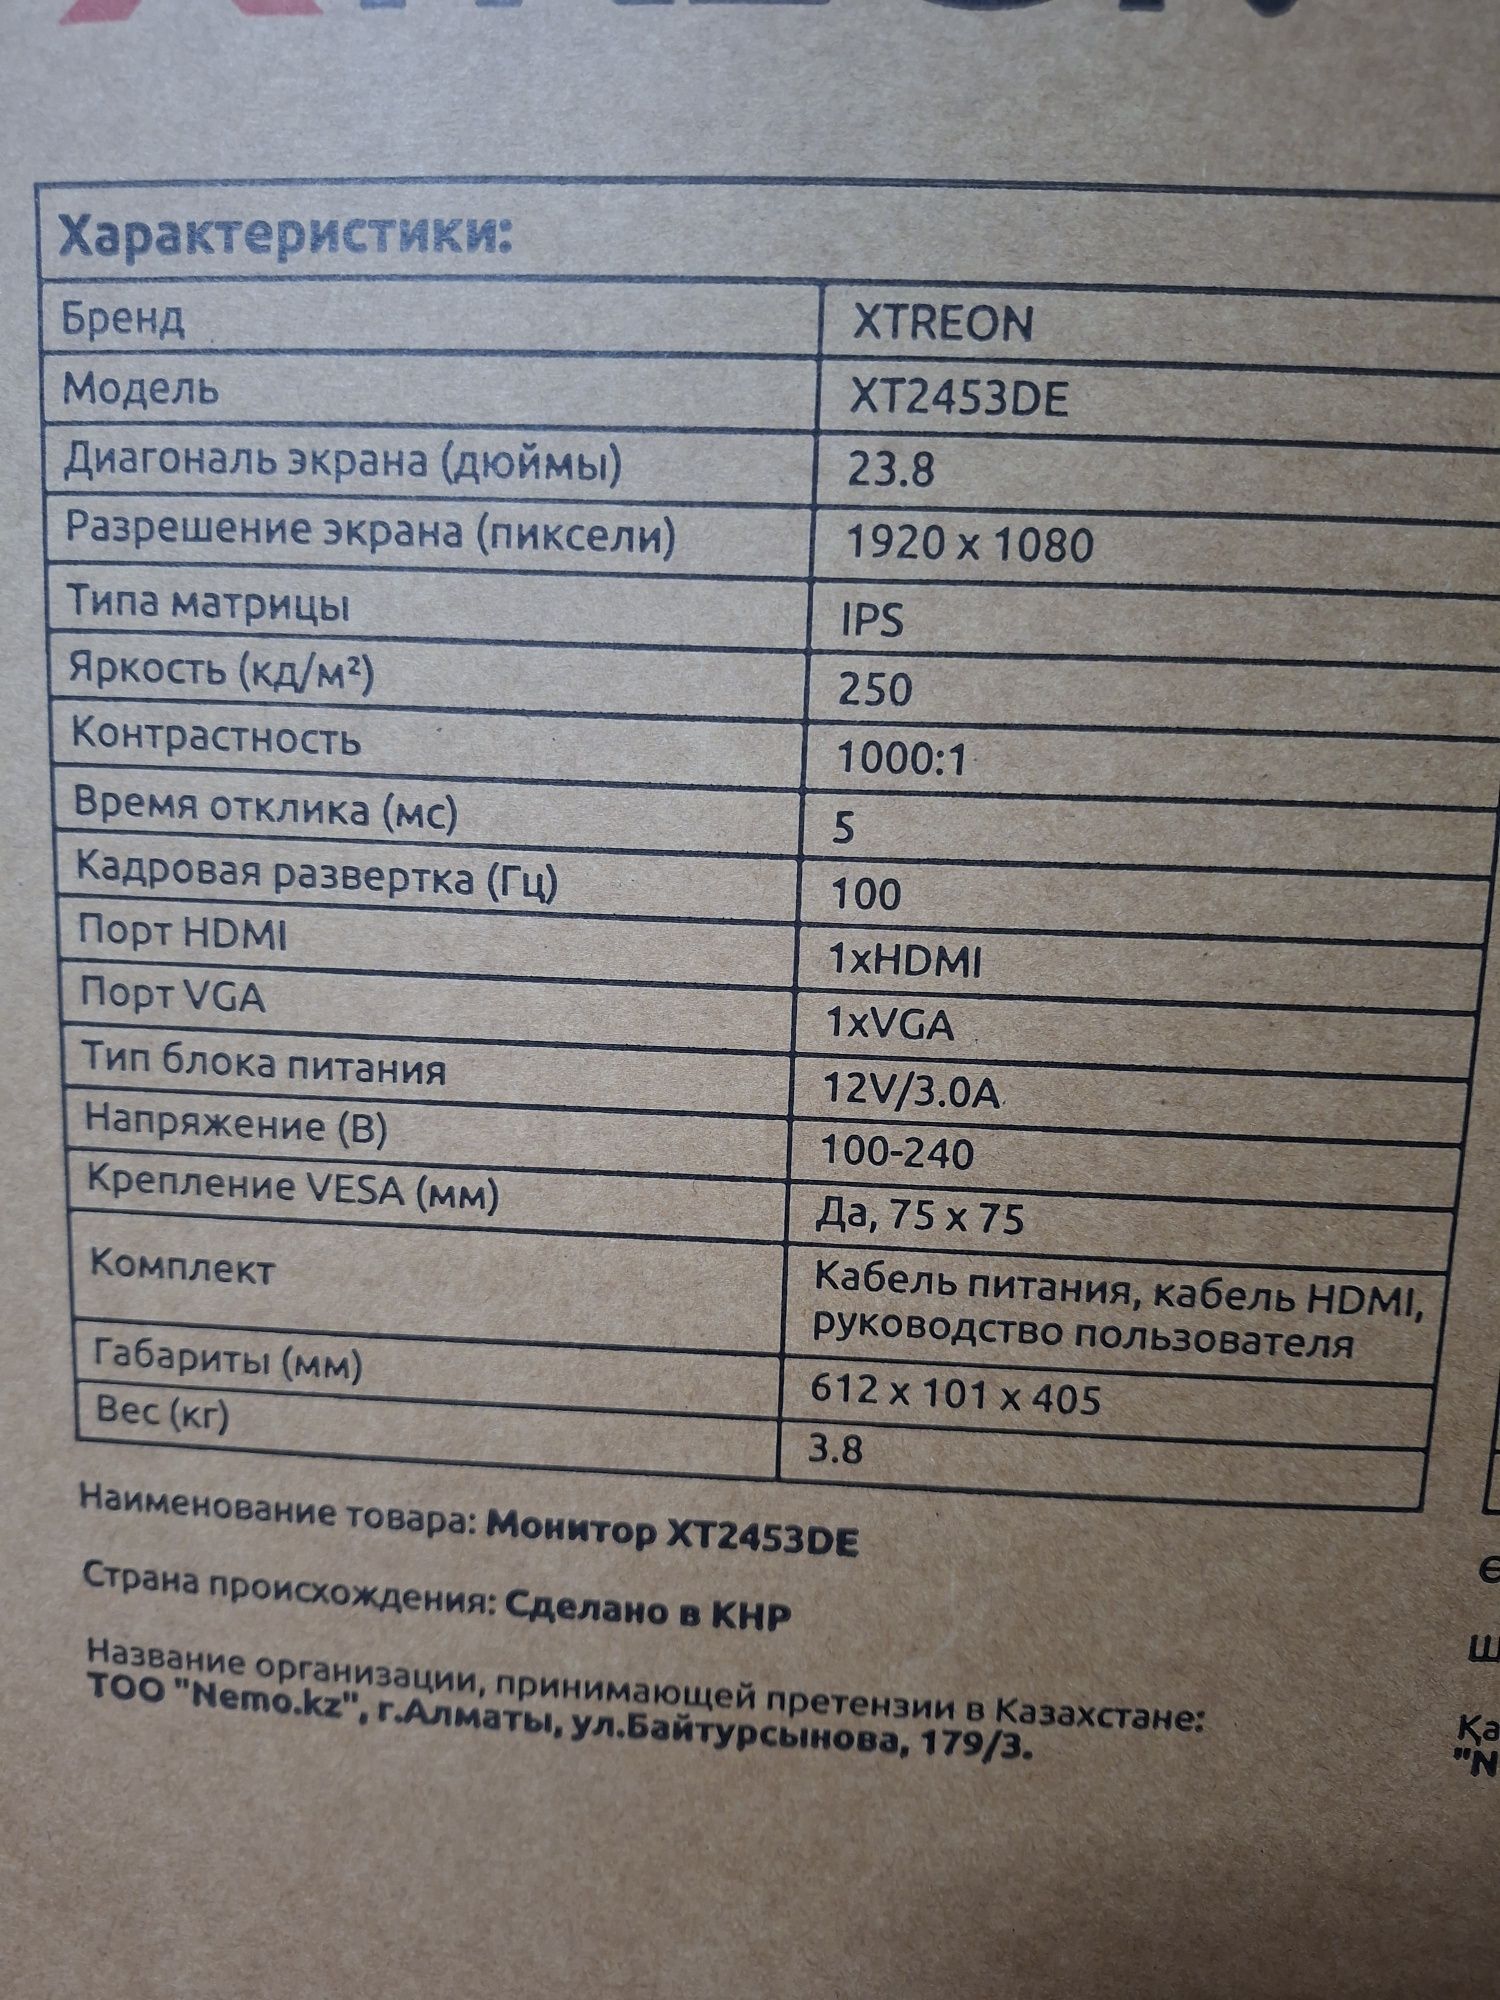 Характеристики:
Бренд XTREON
Модель XT2453DE
Диагональ экрана (дюймы) 23.8
Разрешение экрана (пиксели) 1920 x 1080
Типа матрицы IPS
Яркость (кд/м²) 250
Контрастность 1000:1
Время отклика (мс) 5
Кадровая развертка (Гц) 100
Порт HDMI 1xHDMI
Порт VGA 1xVGA
Тип блока питания 12V/3.0A
Напряжение (В) 100-240
Крепление VESA (мм) Да, 75 x 75
Комплект Кабель питания, кабель HDMI,
руководство пользователя
Габариты (мм) 612 x 101 x 405
Вес (кг) 3.8
Наименование товара: Монитор XT2453DE
Страна происхождения: Сделано в КНР
Название организации, принимающей претензии в Казахстане:
ТОО "Nemo.kz", г.Алматы, ул.Байтурсынова, 179/3.